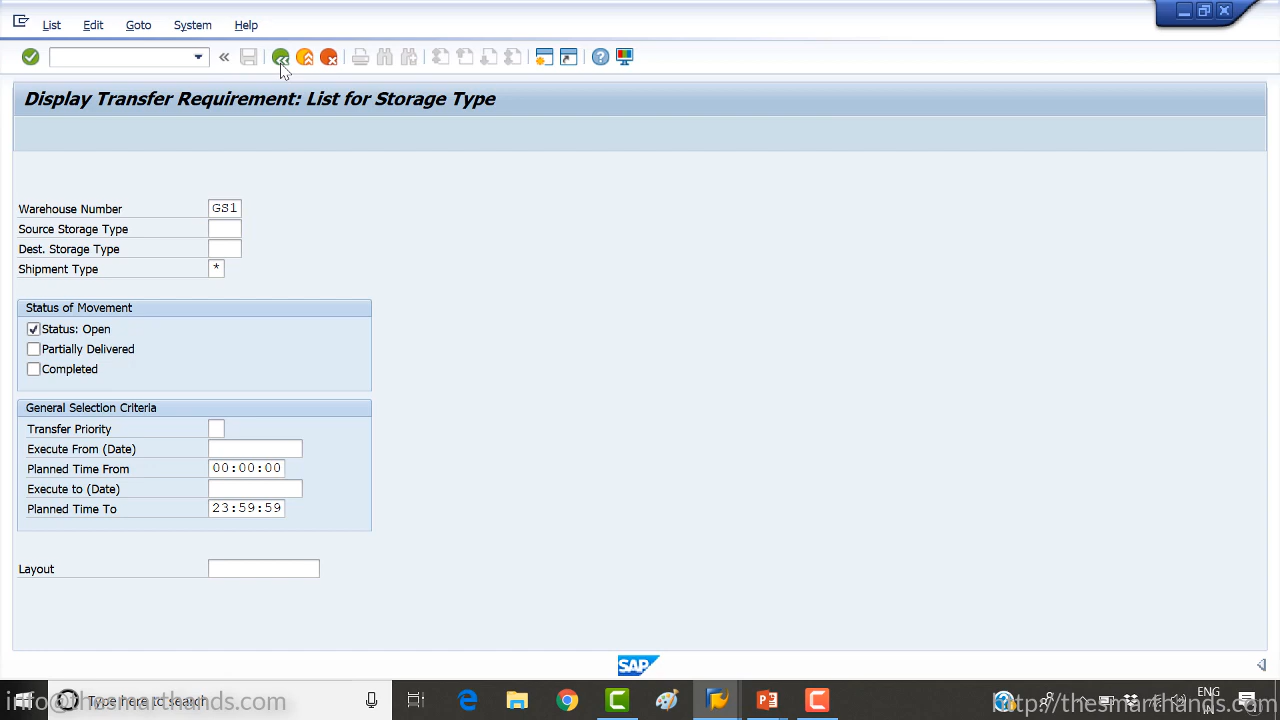 List Edit Goto System Help
Display Transfer Requirement: List for Storage Type
Warehouse Number GS1
Source Storage Type
Dest. Storage Type
Shipment Type *
Status of Movement
Status: Open
Partially Delivered
Completed
General Selection Criteria
Transfer Priority
Execute From (Date)
Planned Time From 00:00:00
Execute to (Date)
Planned Time To 23:59:59
Layout
SAP
info@thesmarthands.com
Type here to search
ENG
IN
http://thesmarthands.com